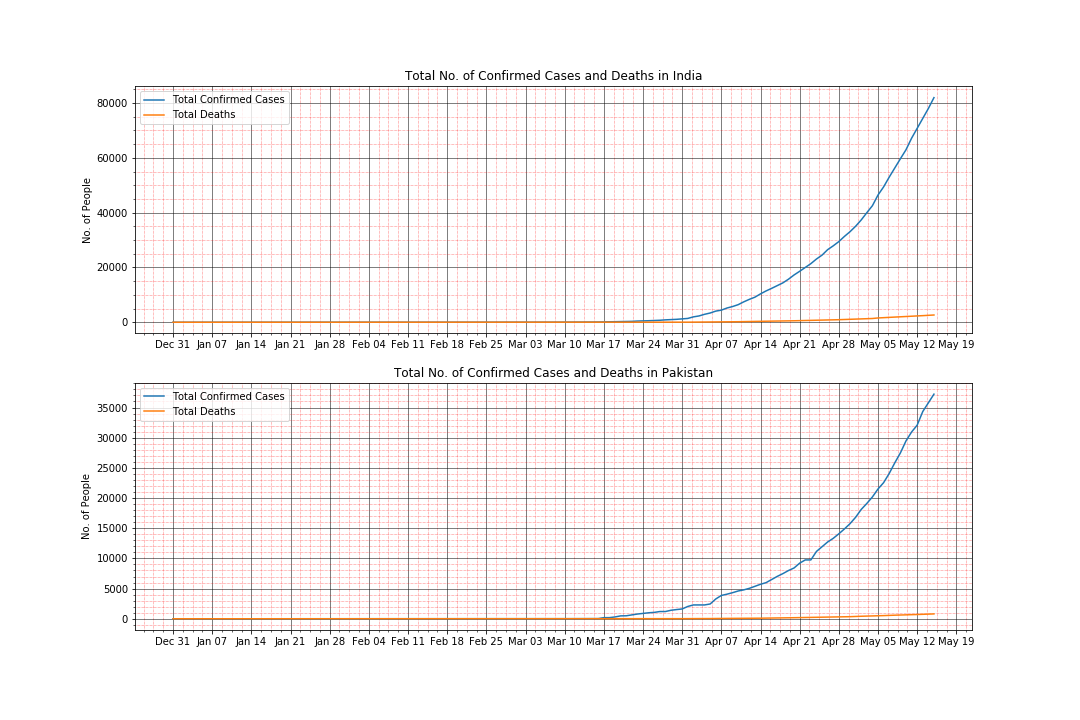 Total No. of Confirmed Cases and Deaths in India
Total Confirmed Cases
Total Deaths
No. of People
80000
60000
40000
20000
0
Dec 31 Jan 07 Jan 14 Jan 21 Jan 28 Feb 04 Feb 11 Feb 18 Feb 25 Mar 03 Mar 10 Mar 17 Mar 24 Mar 31 Apr 07 Apr 14 Apr 21 Apr 28 May 05 May 12 May 19
Total No. of Confirmed Cases and Deaths in Pakistan
Total Confirmed Cases
Total Deaths
No. of People
35000
30000
25000
20000
15000
10000
5000
0
Dec 31 Jan 07 Jan 14 Jan 21 Jan 28 Feb 04 Feb 11 Feb 18 Feb 25 Mar 03 Mar 10 Mar 17 Mar 24 Mar 31 Apr 07 Apr 14 Apr 21 Apr 28 May 05 May 12 May 19